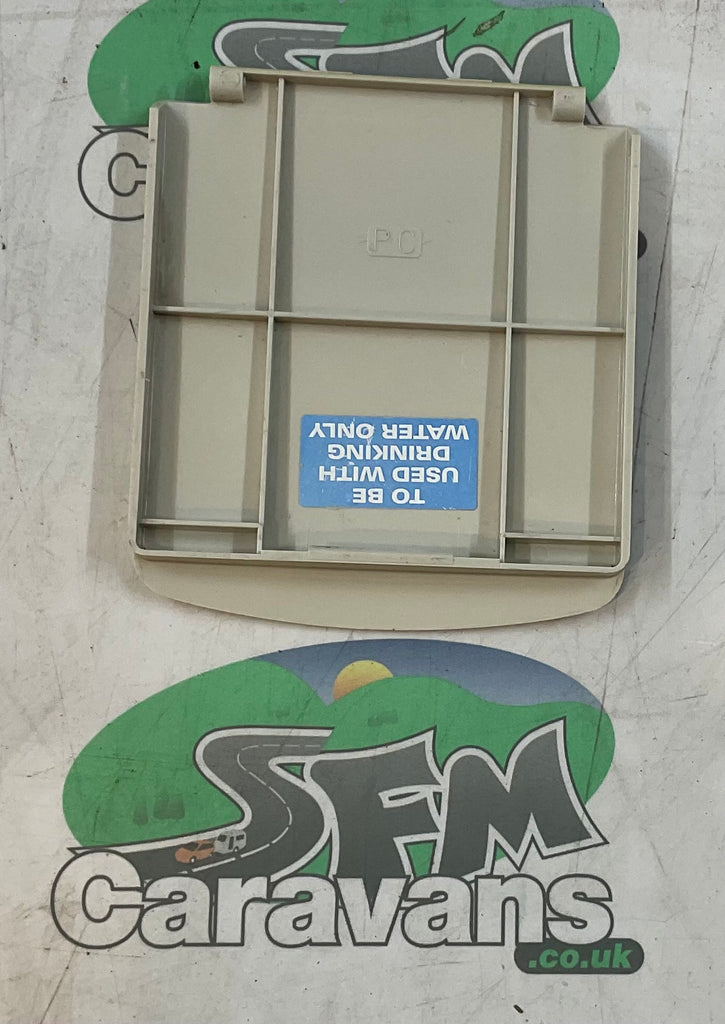 C
PC
TO BE
USED WITH
DRINKING
WATER ONLY
SFM
Caravans
.co.uk